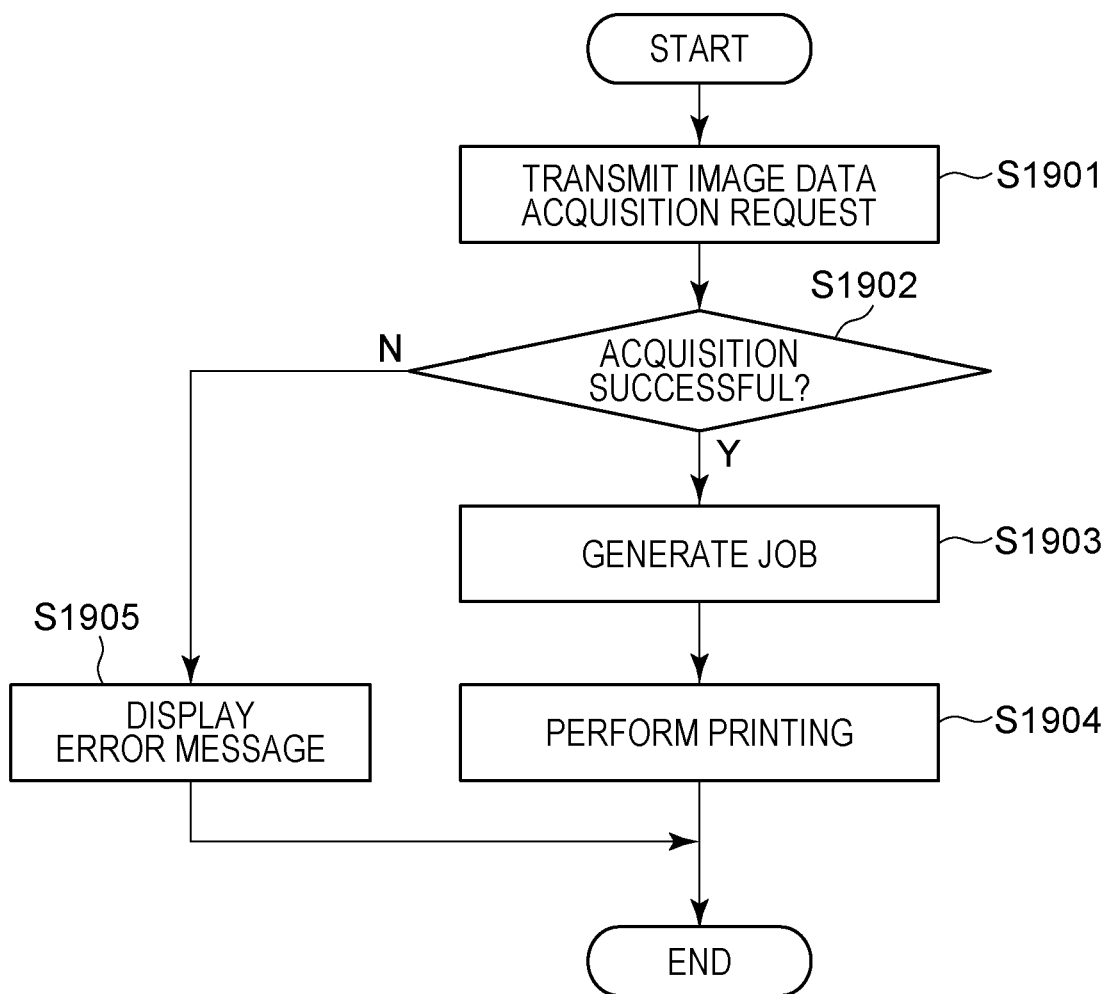 START
TRANSMIT IMAGE DATA
ACQUISITION REQUEST
S1901
S1902
N
ACQUISITION
SUCCESSFUL?
Y
GENERATE JOB
S1903
S1905
DISPLAY
ERROR MESSAGE
PERFORM PRINTING
S1904
END